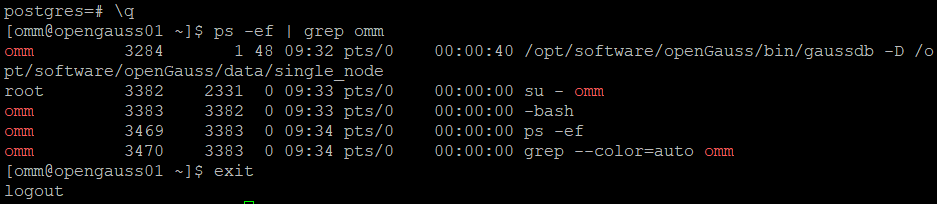 postgres=# \q
[omm@opengauss01 ~]$ ps -ef | grep omm
omm 3284 1 48 09:32 pts/0 00:00:40 /opt/software/openGauss/bin/gaussdb -D /o
pt/software/openGauss/data/single_node
root 3382 2331 0 09:33 pts/0 00:00:00 su - omm
omm 3383 3382 0 09:33 pts/0 00:00:00 -bash
omm 3469 3383 0 09:34 pts/0 00:00:00 ps -ef
omm 3470 3383 0 09:34 pts/0 00:00:00 grep --color=auto omm
[omm@opengauss01 ~]$ exit
logout